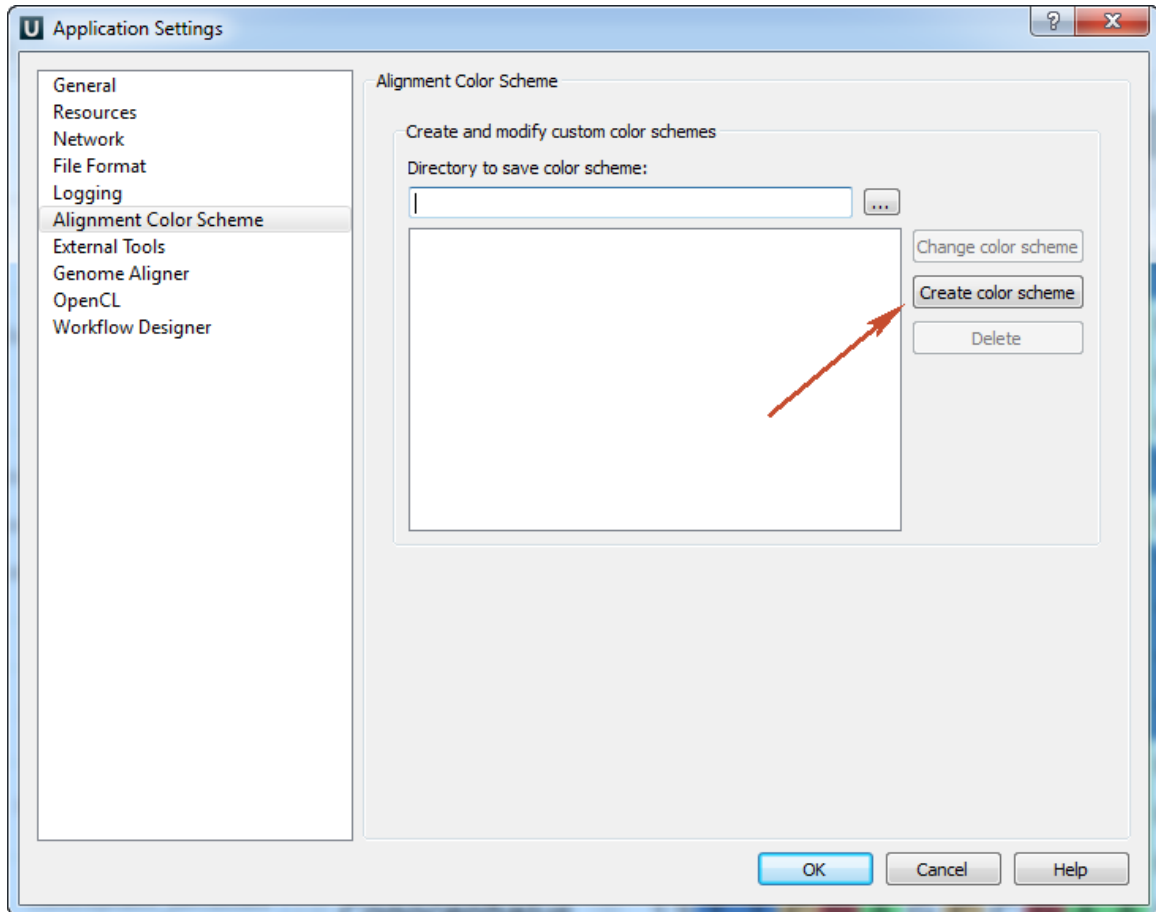 U Application Settings
?
X
General
Resources
Network
File Format
Logging
Alignment Color Scheme
External Tools
Genome Aligner
OpenCL
Workflow Designer
Alignment Color Scheme
Create and modify custom color schemes
Directory to save color scheme:
...
Change color scheme
Create color scheme
Delete
OK
Cancel
Help